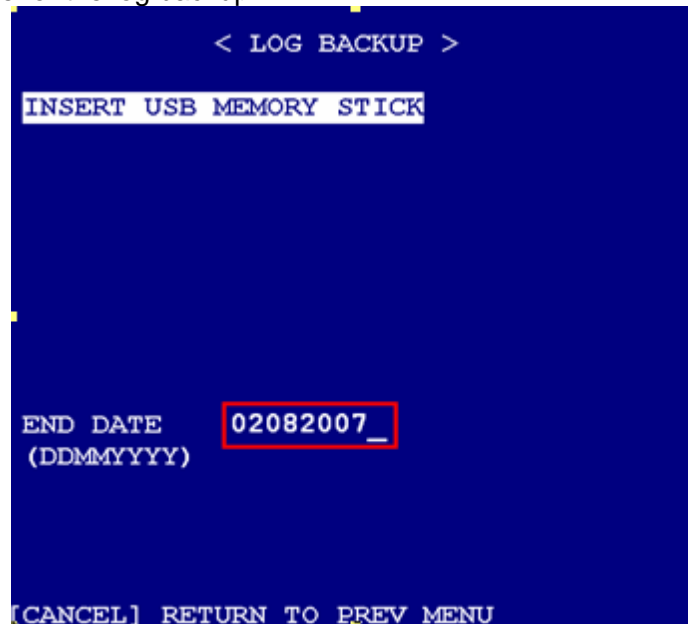 < LOG BACKUP >
INSERT USB MEMORY STICK
END DATE 02082007_
(DDMMYYYY)
[CANCEL] RETURN TO PREV MENU